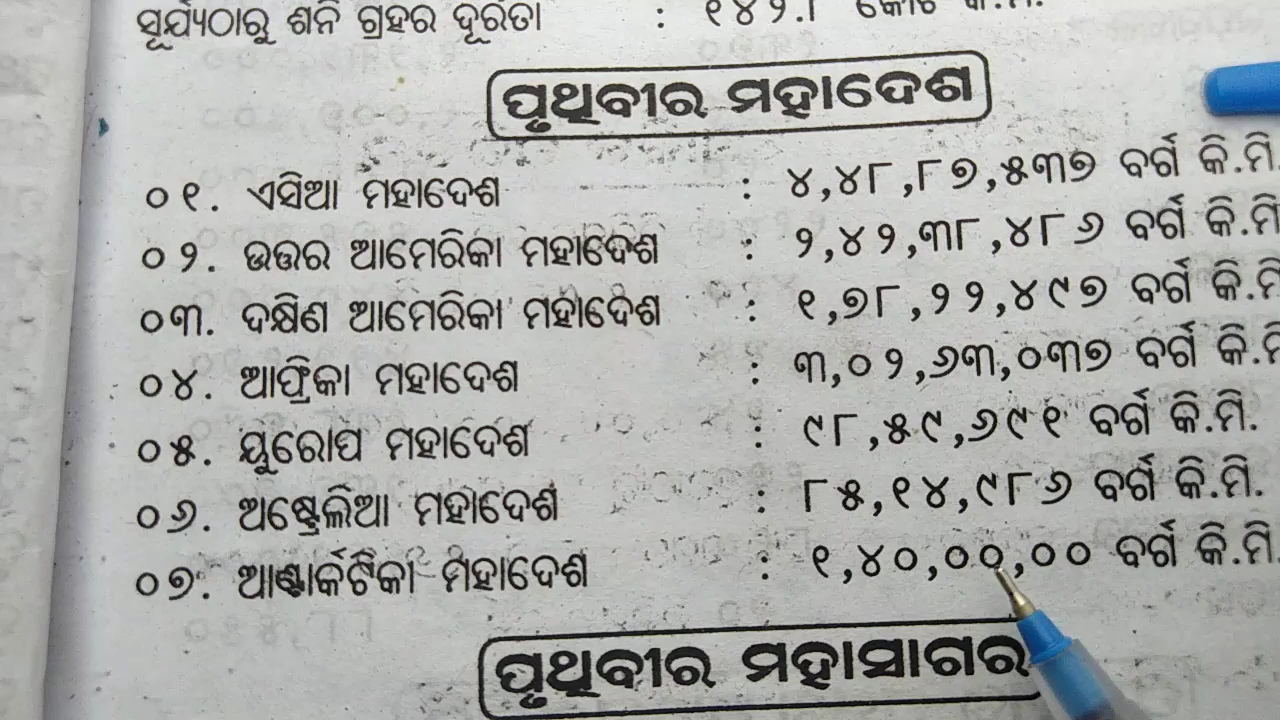 ସୂର୍ଯ୍ୟଠାରୁ ଶନି ଗ୍ରହର ଦୂରତା : ୧୪୨.୮ କୋଟି କି.ମି.
ପୃଥିବୀର ମହାଦେଶ
୦୧. ଏସିଆ ମହାଦେଶ : ୪,୪୮,୮୭,୫୩୭ ବର୍ଗ କି.ମି
୦୨. ଉତ୍ତର ଆମେରିକା ମହାଦେଶ : ୨,୪୨,୩୮,୪୮୬ ବର୍ଗ କି.ମି
୦୩. ଦକ୍ଷିଣ ଆମେରିକା ମହାଦେଶ : ୧,୭୮,୨୨,୪୯୭ ବର୍ଗ କି.ମି
୦୪. ଆଫ୍ରିକା ମହାଦେଶ : ୩,୦୨,୬୩,୦୩୭ ବର୍ଗ କି.ମି
୦୫. ୟୁରୋପ ମହାଦେଶ : ୯୮,୫୯,୬୯୧ ବର୍ଗ କି.ମି.
୦୬. ଅଷ୍ଟ୍ରେଲିଆ ମହାଦେଶ : ୮୫,୧୪,୯୮୬ ବର୍ଗ କି.ମି.
୦୭. ଆଣ୍ଟାର୍କଟିକା ମହାଦେଶ : ୧,୪୦,୦୦,୦୦ ବର୍ଗ କି.ମି
ପୃଥିବୀର ମହାସାଗର